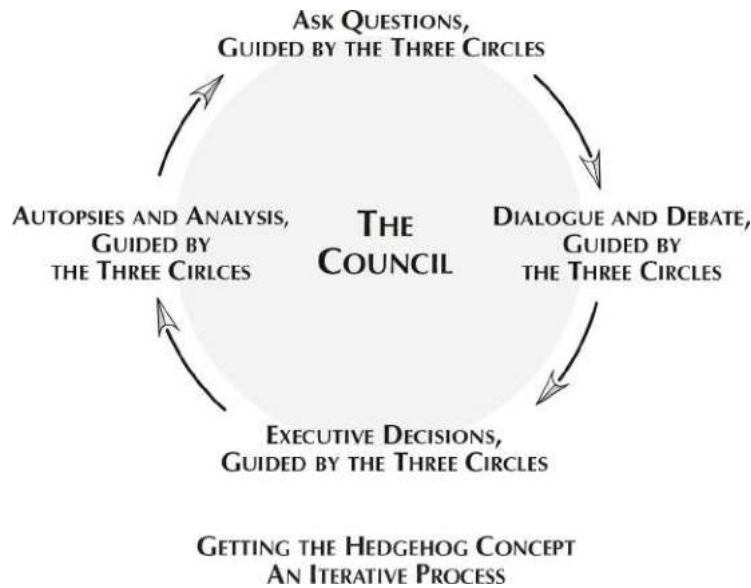 ASK QUESTIONS,
GUIDED BY THE THREE CIRCLES
AUTOPSIES AND ANALYSIS,
GUIDED BY
THE THREE CIRLCES
THE
COUNCIL
DIALOGUE AND DEBATE,
GUIDED BY
THE THREE CIRCLES
EXECUTIVE DECISIONS,
GUIDED BY THE THREE CIRCLES
GETTING THE HEDGEHOG CONCEPT
AN ITERATIVE PROCESS